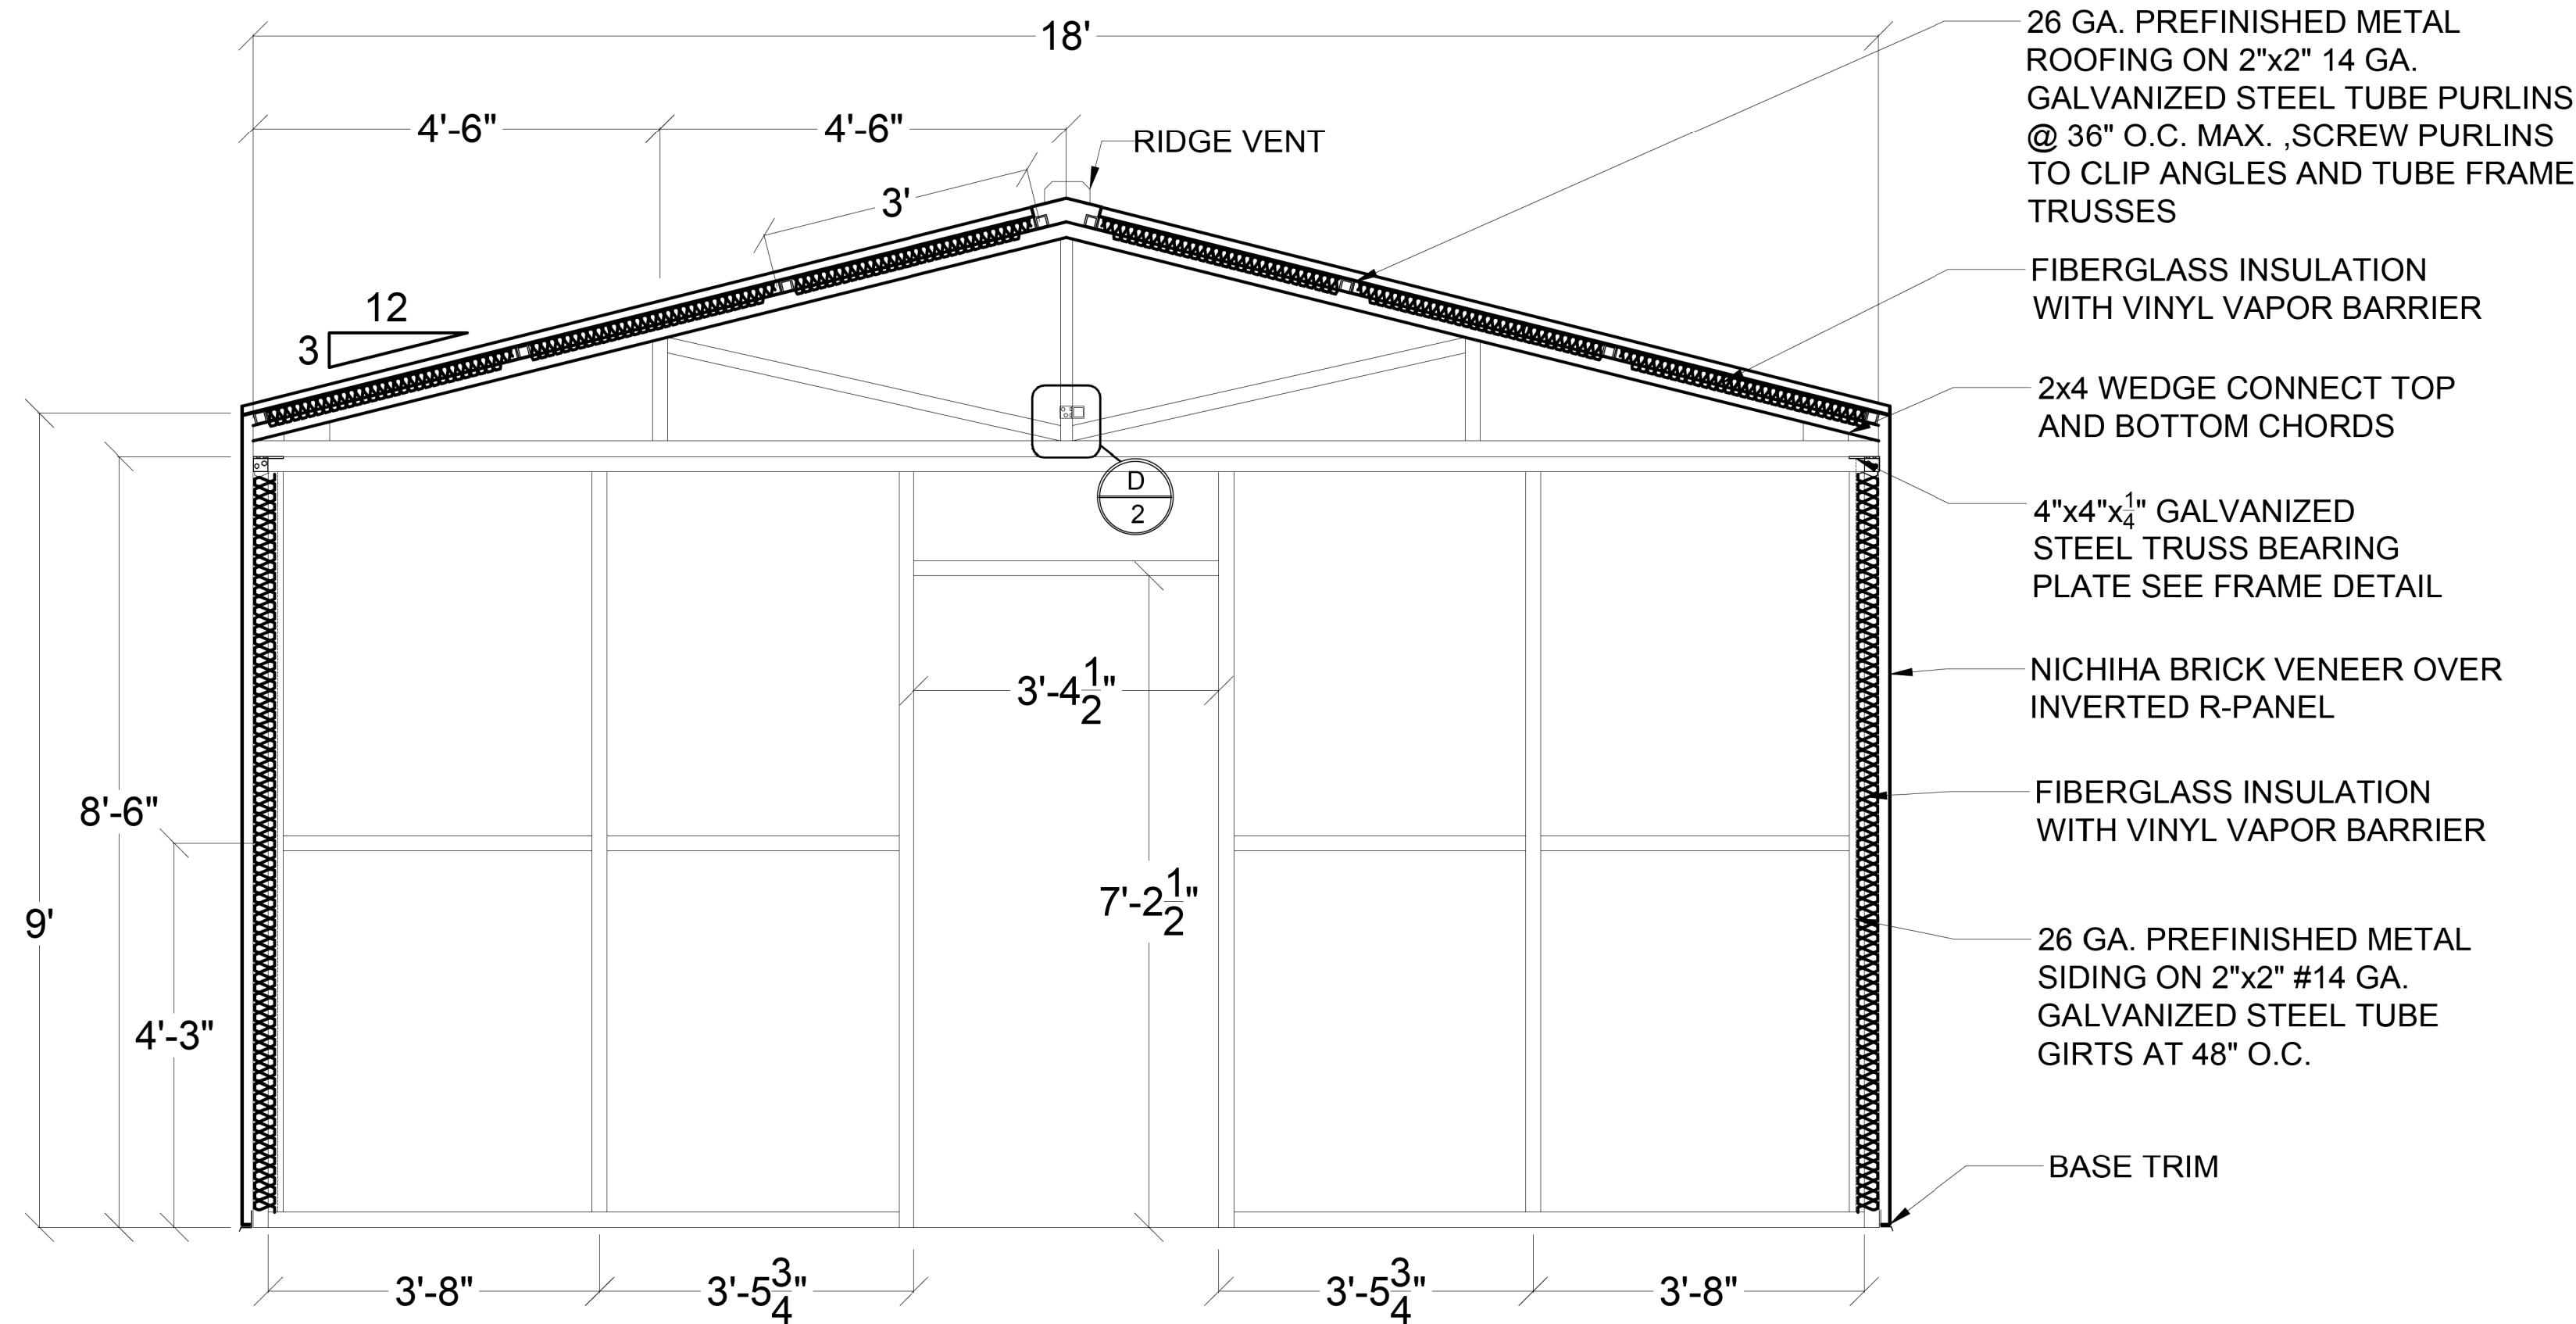 18'
4'-6"
4'-6"
3'
RIDGE VENT
12
3
D
2
3'-4 1/2"
7'-2 1/2"
9'
8'-6"
4'-3"
3'-8"
3'-5 3/4"
3'-5 3/4"
3'-8"
26 GA. PREFINISHED METAL
ROOFING ON 2"x2" 14 GA.
GALVANIZED STEEL TUBE PURLINS
@ 36" O.C. MAX. ,SCREW PURLINS
TO CLIP ANGLES AND TUBE FRAME
TRUSSES
FIBERGLASS INSULATION
WITH VINYL VAPOR BARRIER
2x4 WEDGE CONNECT TOP
AND BOTTOM CHORDS
4"x4"x1/4" GALVANIZED
STEEL TRUSS BEARING
PLATE SEE FRAME DETAIL
NICHIHA BRICK VENEER OVER
INVERTED R-PANEL
FIBERGLASS INSULATION
WITH VINYL VAPOR BARRIER
26 GA. PREFINISHED METAL
SIDING ON 2"x2" #14 GA.
GALVANIZED STEEL TUBE
GIRTS AT 48" O.C.
BASE TRIM